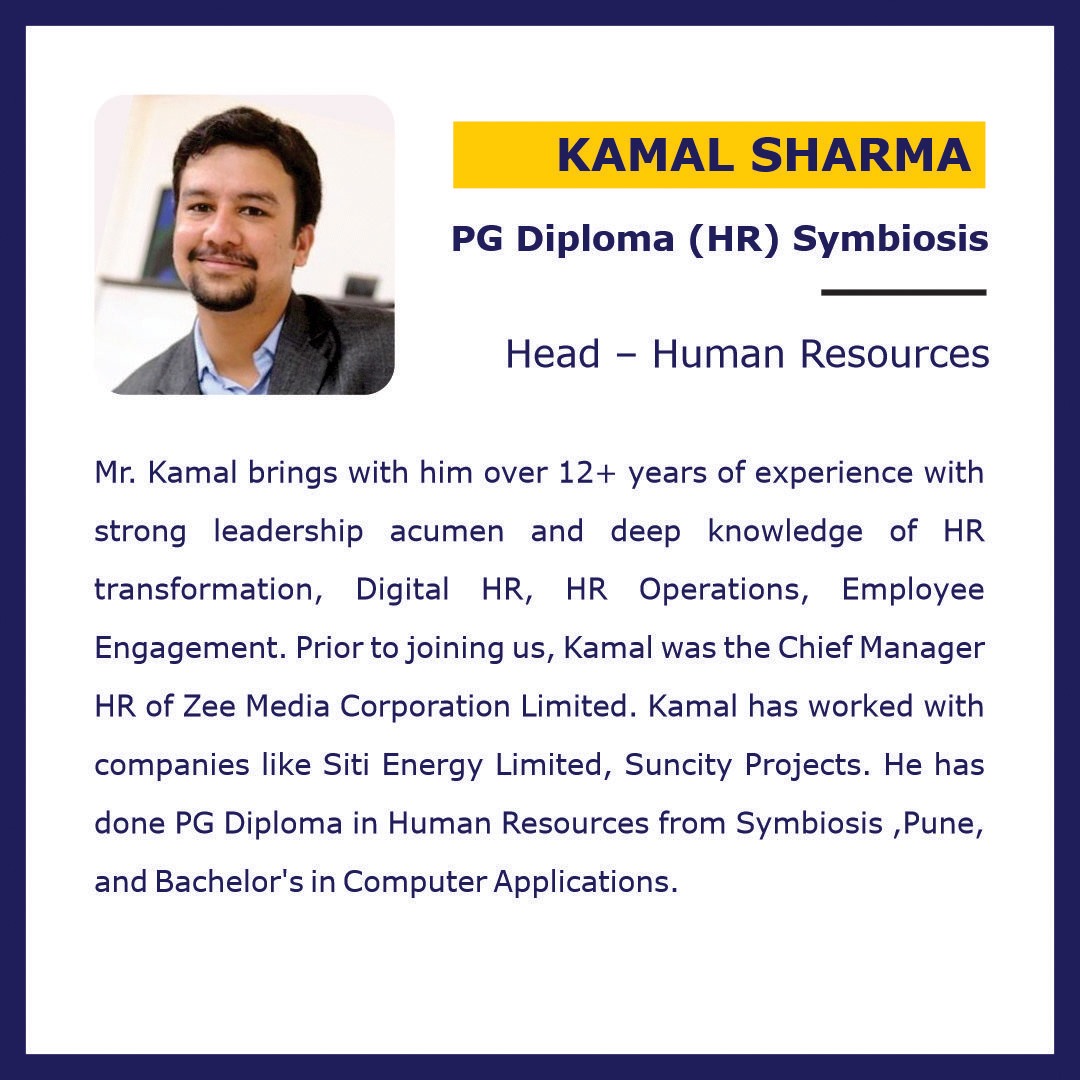 KAMAL SHARMA
PG Diploma (HR) Symbiosis
Head – Human Resources
Mr. Kamal brings with him over 12+ years of experience with
strong leadership acumen and deep knowledge of HR
transformation, Digital HR, HR Operations, Employee
Engagement. Prior to joining us, Kamal was the Chief Manager
HR of Zee Media Corporation Limited. Kamal has worked with
companies like Siti Energy Limited, Suncity Projects. He has
done PG Diploma in Human Resources from Symbiosis ,Pune,
and Bachelor's in Computer Applications.